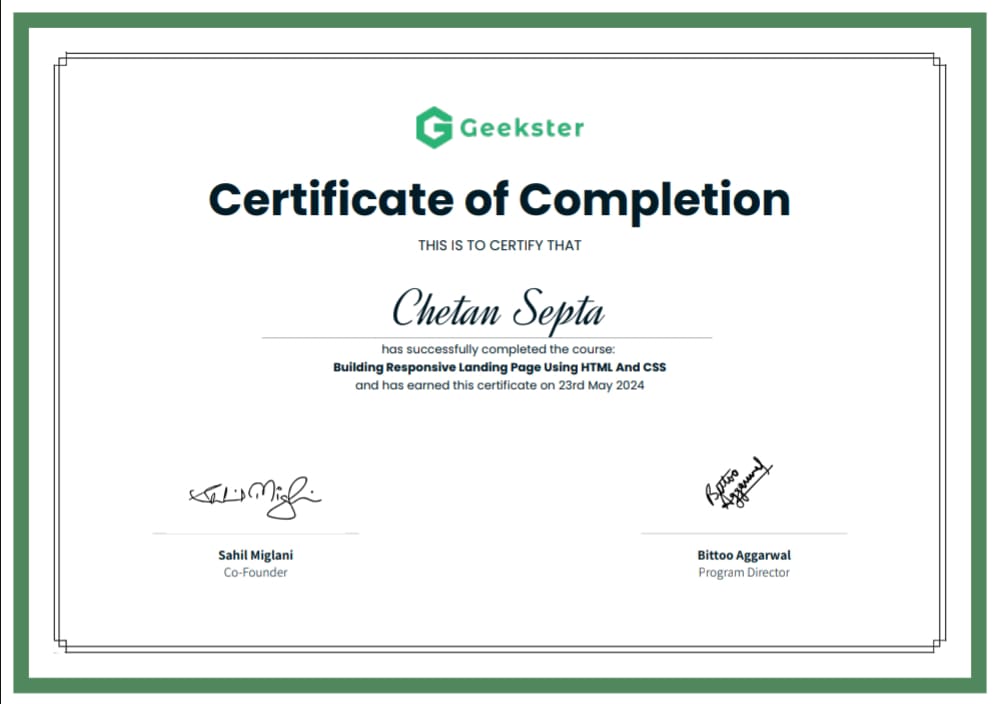 Geekster
Certificate of Completion
THIS IS TO CERTIFY THAT
Chetan Septa
has successfully completed the course:
Building Responsive Landing Page Using HTML And CSS
and has earned this certificate on 23rd May 2024
Sahil Miglani
Bittoo Aggarwal
Sahil Miglani
Co-Founder
Bittoo Aggarwal
Program Director